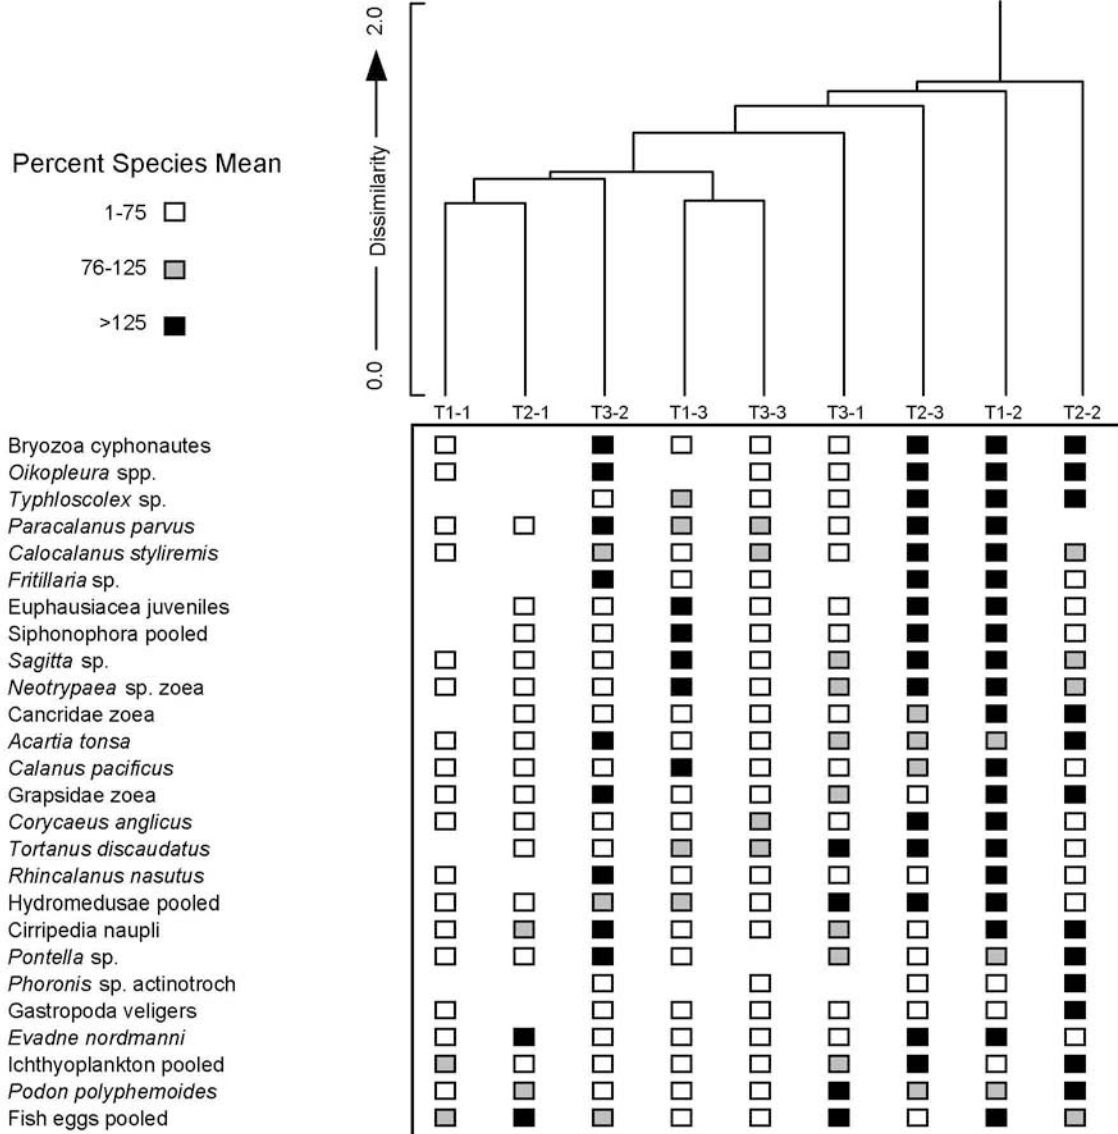 2.0
Dissimilarity
0.0
Percent Species Mean
1-75
76-125
>125
T1-1 T2-1 T3-2 T1-3 T3-3 T3-1 T2-3 T1-2 T2-2
Bryozoa cyphonautes
Oikopleura spp.
Typhloscolex sp.
Paracalanus parvus
Calocalanus styliremis
Fritillaria sp.
Euphausiacea juveniles
Siphonophora pooled
Sagitta sp.
Neotrypaea sp. zoea
Cancridae zoea
Acartia tonsa
Calanus pacificus
Grapsidae zoea
Corycaeus anglicus
Tortanus discaudatus
Rhincalanus nasutus
Hydromedusae pooled
Cirripedia naupli
Pontella sp.
Phoronis sp. actinotroch
Gastropoda veligers
Evadne nordmanni
Ichthyoplankton pooled
Podon polyphemoides
Fish eggs pooled